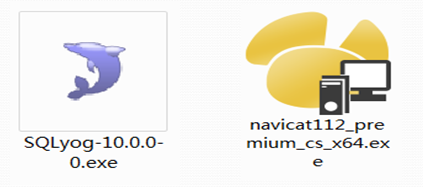 SQLyog-10.0.0-
0.exe
navicat112_pre
mium_cs_x64.ex
e